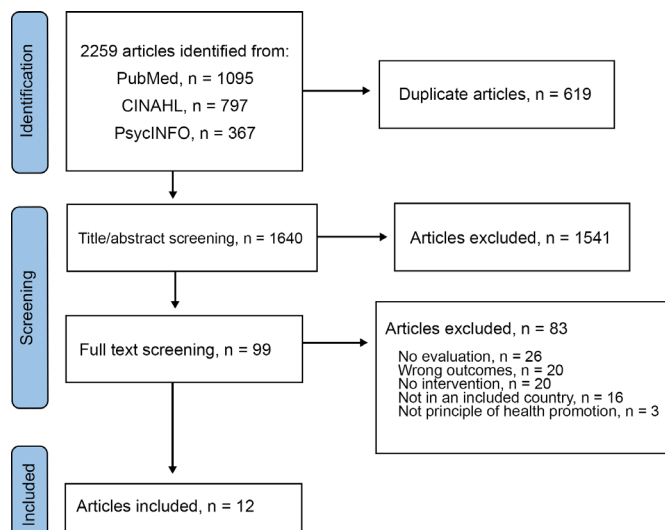 Identification
2259 articles identified from:
PubMed, n = 1095
CINAHL, n = 797
PsycINFO, n = 367
Duplicate articles, n = 619
Screening
Title/abstract screening, n = 1640
Articles excluded, n = 1541
Full text screening, n = 99
Articles excluded, n = 83
No evaluation, n = 26
Wrong outcomes, n = 20
No intervention, n = 20
Not in an included country, n = 16
Not principle of health promotion, n = 3
Included
Articles included, n = 12